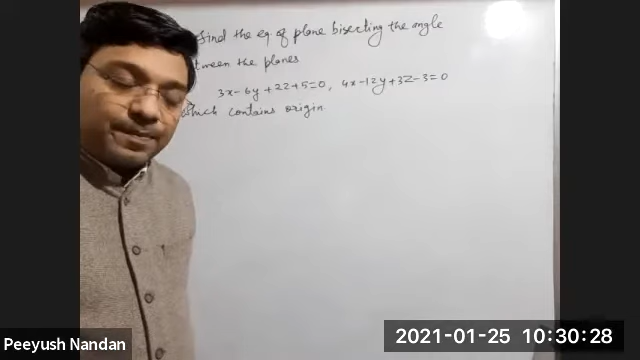 Find the eq of plane bisecting the angle
tween the planes
3x-6y+2z+5=0, 4x-12y+3z-3=0
which contains origin.
Peeyush Nandan
2021-01-25 10:30:28